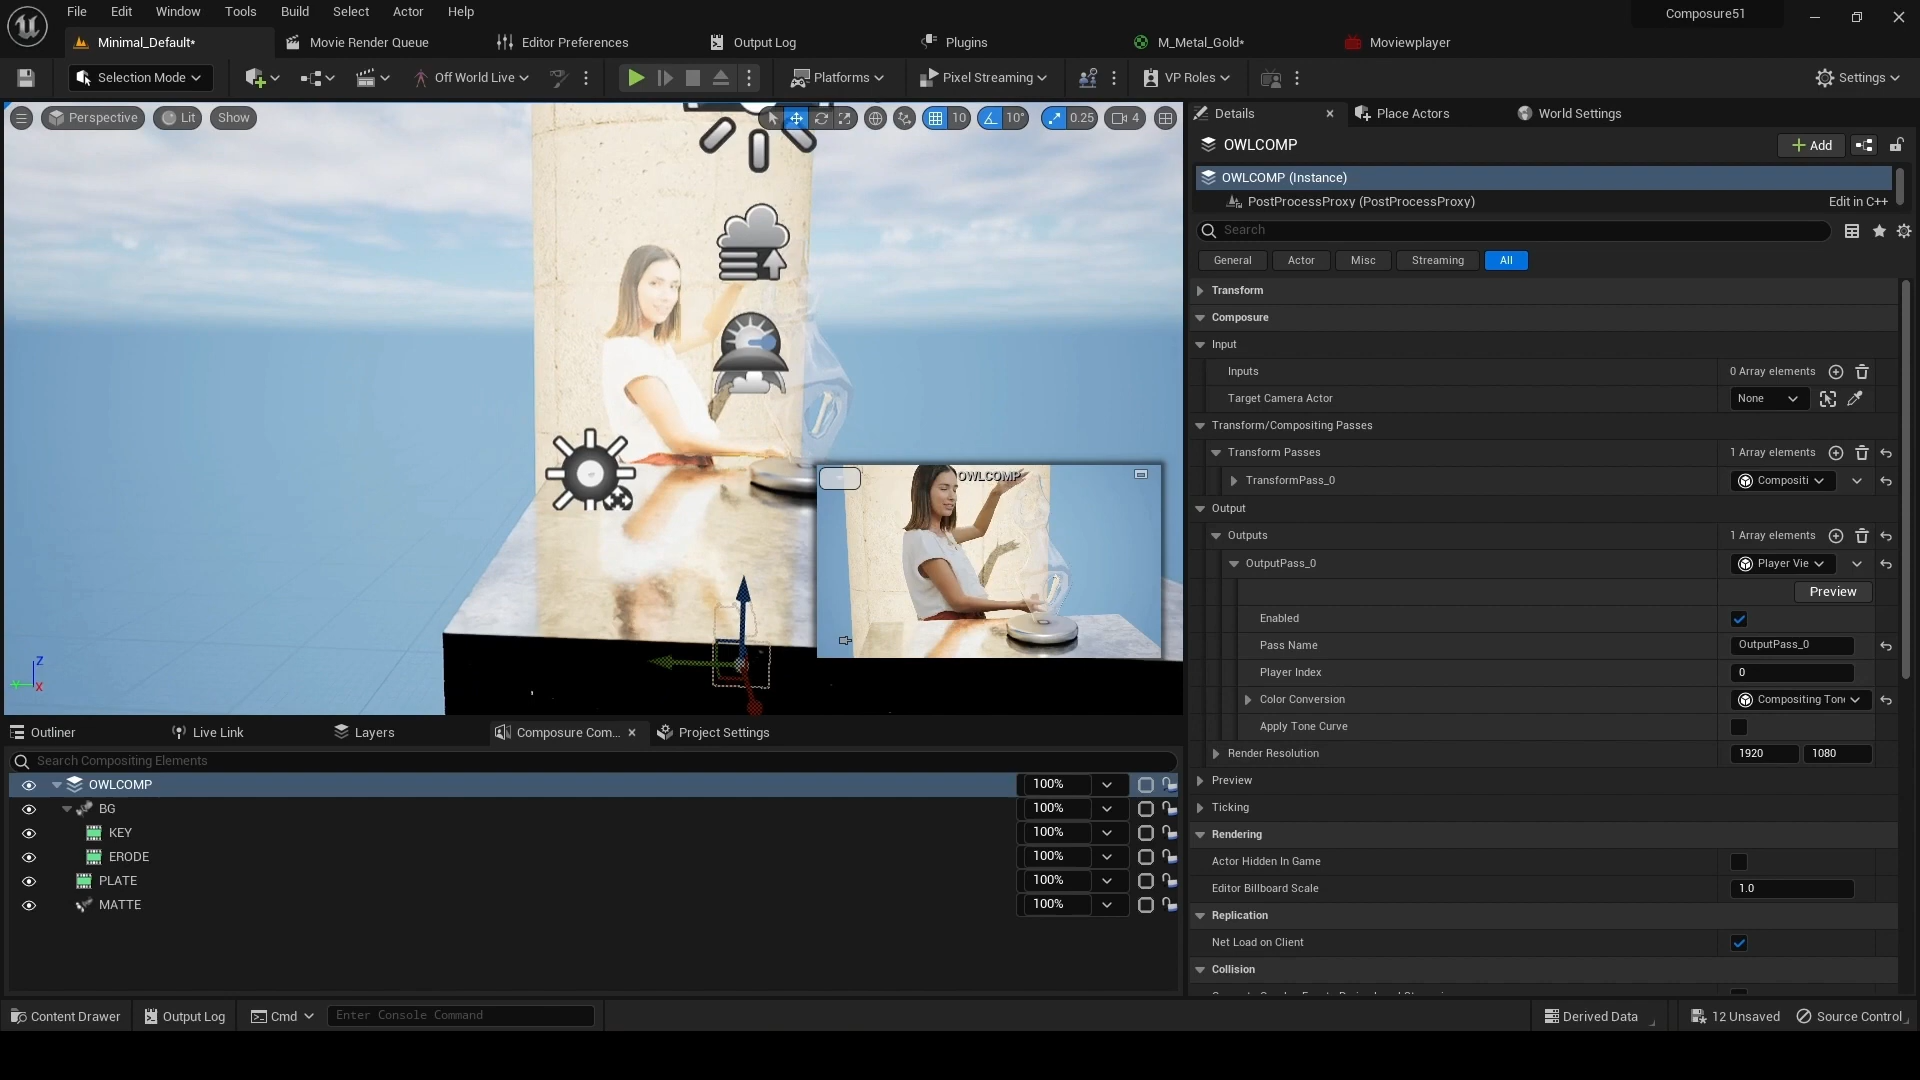 File Edit Window Tools Build Select Actor Help
Composure51
Minimal_Default*
Movie Render Queue
Editor Preferences
Output Log
Plugins
M_Metal_Gold*
Moviewplayer
Selection Mode
Off World Live
Platforms
Pixel Streaming
VP Roles
Settings
Perspective
Lit
Show
10
10°
0.25
4
OWLCOMP
Details
Place Actors
World Settings
OWLCOMP
Add
OWLCOMP (Instance)
PostProcessProxy (PostProcessProxy)
Edit in C++
Search
General
Actor
Misc
Streaming
All
Transform
Composure
Input
Inputs
0 Array elements
Target Camera Actor
None
Transform/Compositing Passes
Transform Passes
1 Array elements
TransformPass_0
Compositi
Output
Outputs
1 Array elements
OutputPass_0
Player Vie
Preview
Enabled
Pass Name
OutputPass_0
Player Index
0
Color Conversion
Compositing Ton
Apply Tone Curve
Render Resolution
1920
1080
Preview
Ticking
Rendering
Actor Hidden In Game
Editor Billboard Scale
1.0
Replication
Net Load on Client
Collision
Z
X
Outliner
Live Link
Layers
Composure Com...
Project Settings
Search Compositing Elements
OWLCOMP
100%
BG
100%
KEY
100%
ERODE
100%
PLATE
100%
MATTE
100%
Content Drawer
Output Log
Cmd
Enter Console Command
Derived Data
12 Unsaved
Source Control